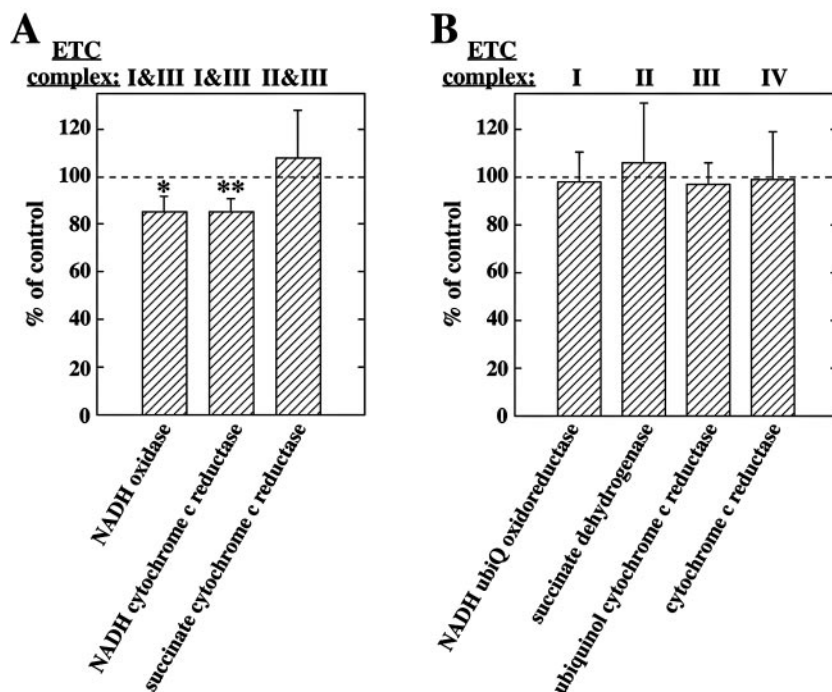 A
ETC
complex: I&III I&III II&III
% of control
120
100
80
60
40
20
0
* **
NADH oxidase
NADH cytochrome c reductase
succinate cytochrome c reductase
B
ETC
complex: I II III IV
% of control
120
100
80
60
40
20
0
NADH ubiQ oxidoreductase
succinate dehydrogenase
ubiquinol cytochrome c reductase
cytochrome c reductase